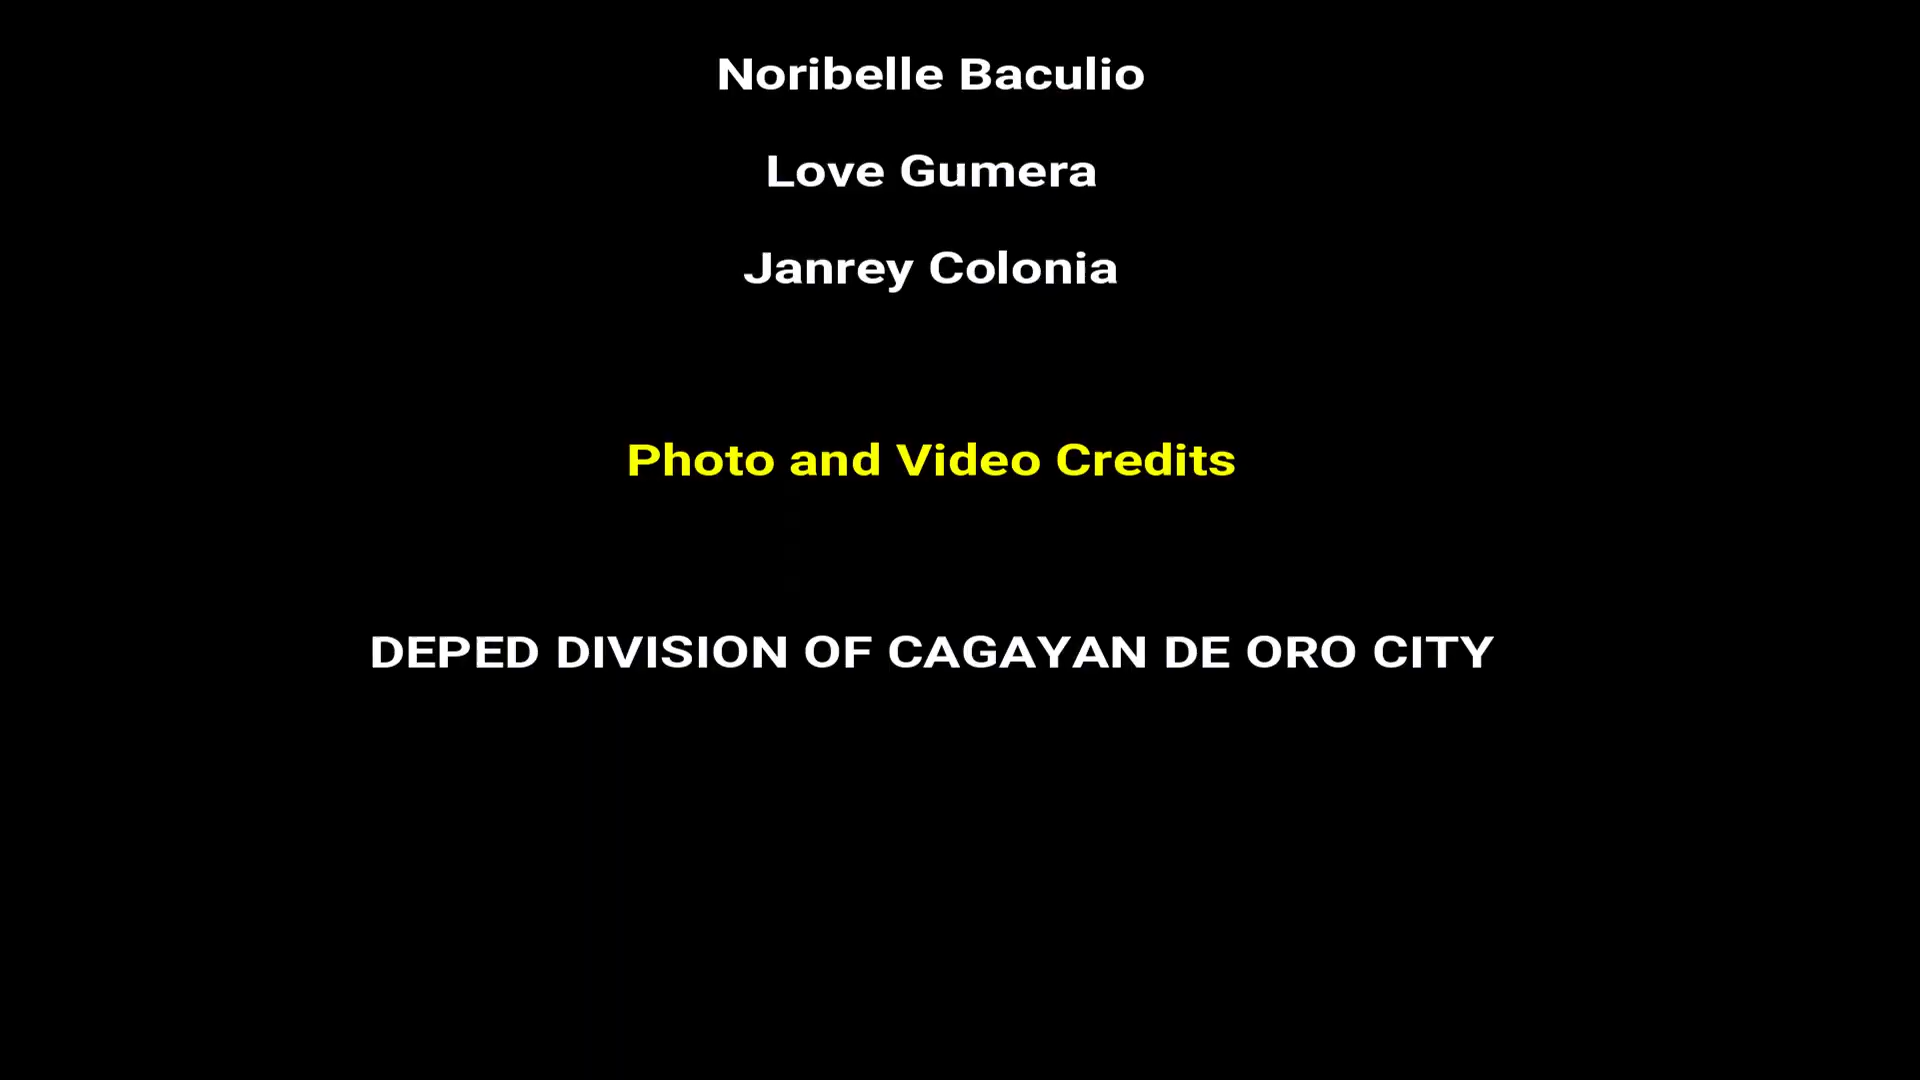 Noribelle Baculio
Love Gumera
Janrey Colonia
Photo and Video Credits
DEPED DIVISION OF CAGAYAN DE ORO CITY